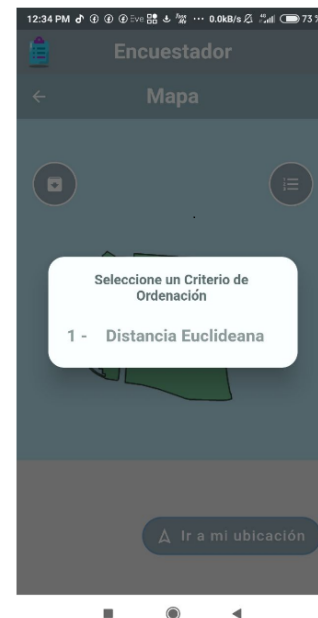 12:34 PM 0.0kB/s 73
Encuestador
Mapa
Seleccione un Criterio de
Ordenación
1 - Distancia Euclideana
Ir a mi ubicación